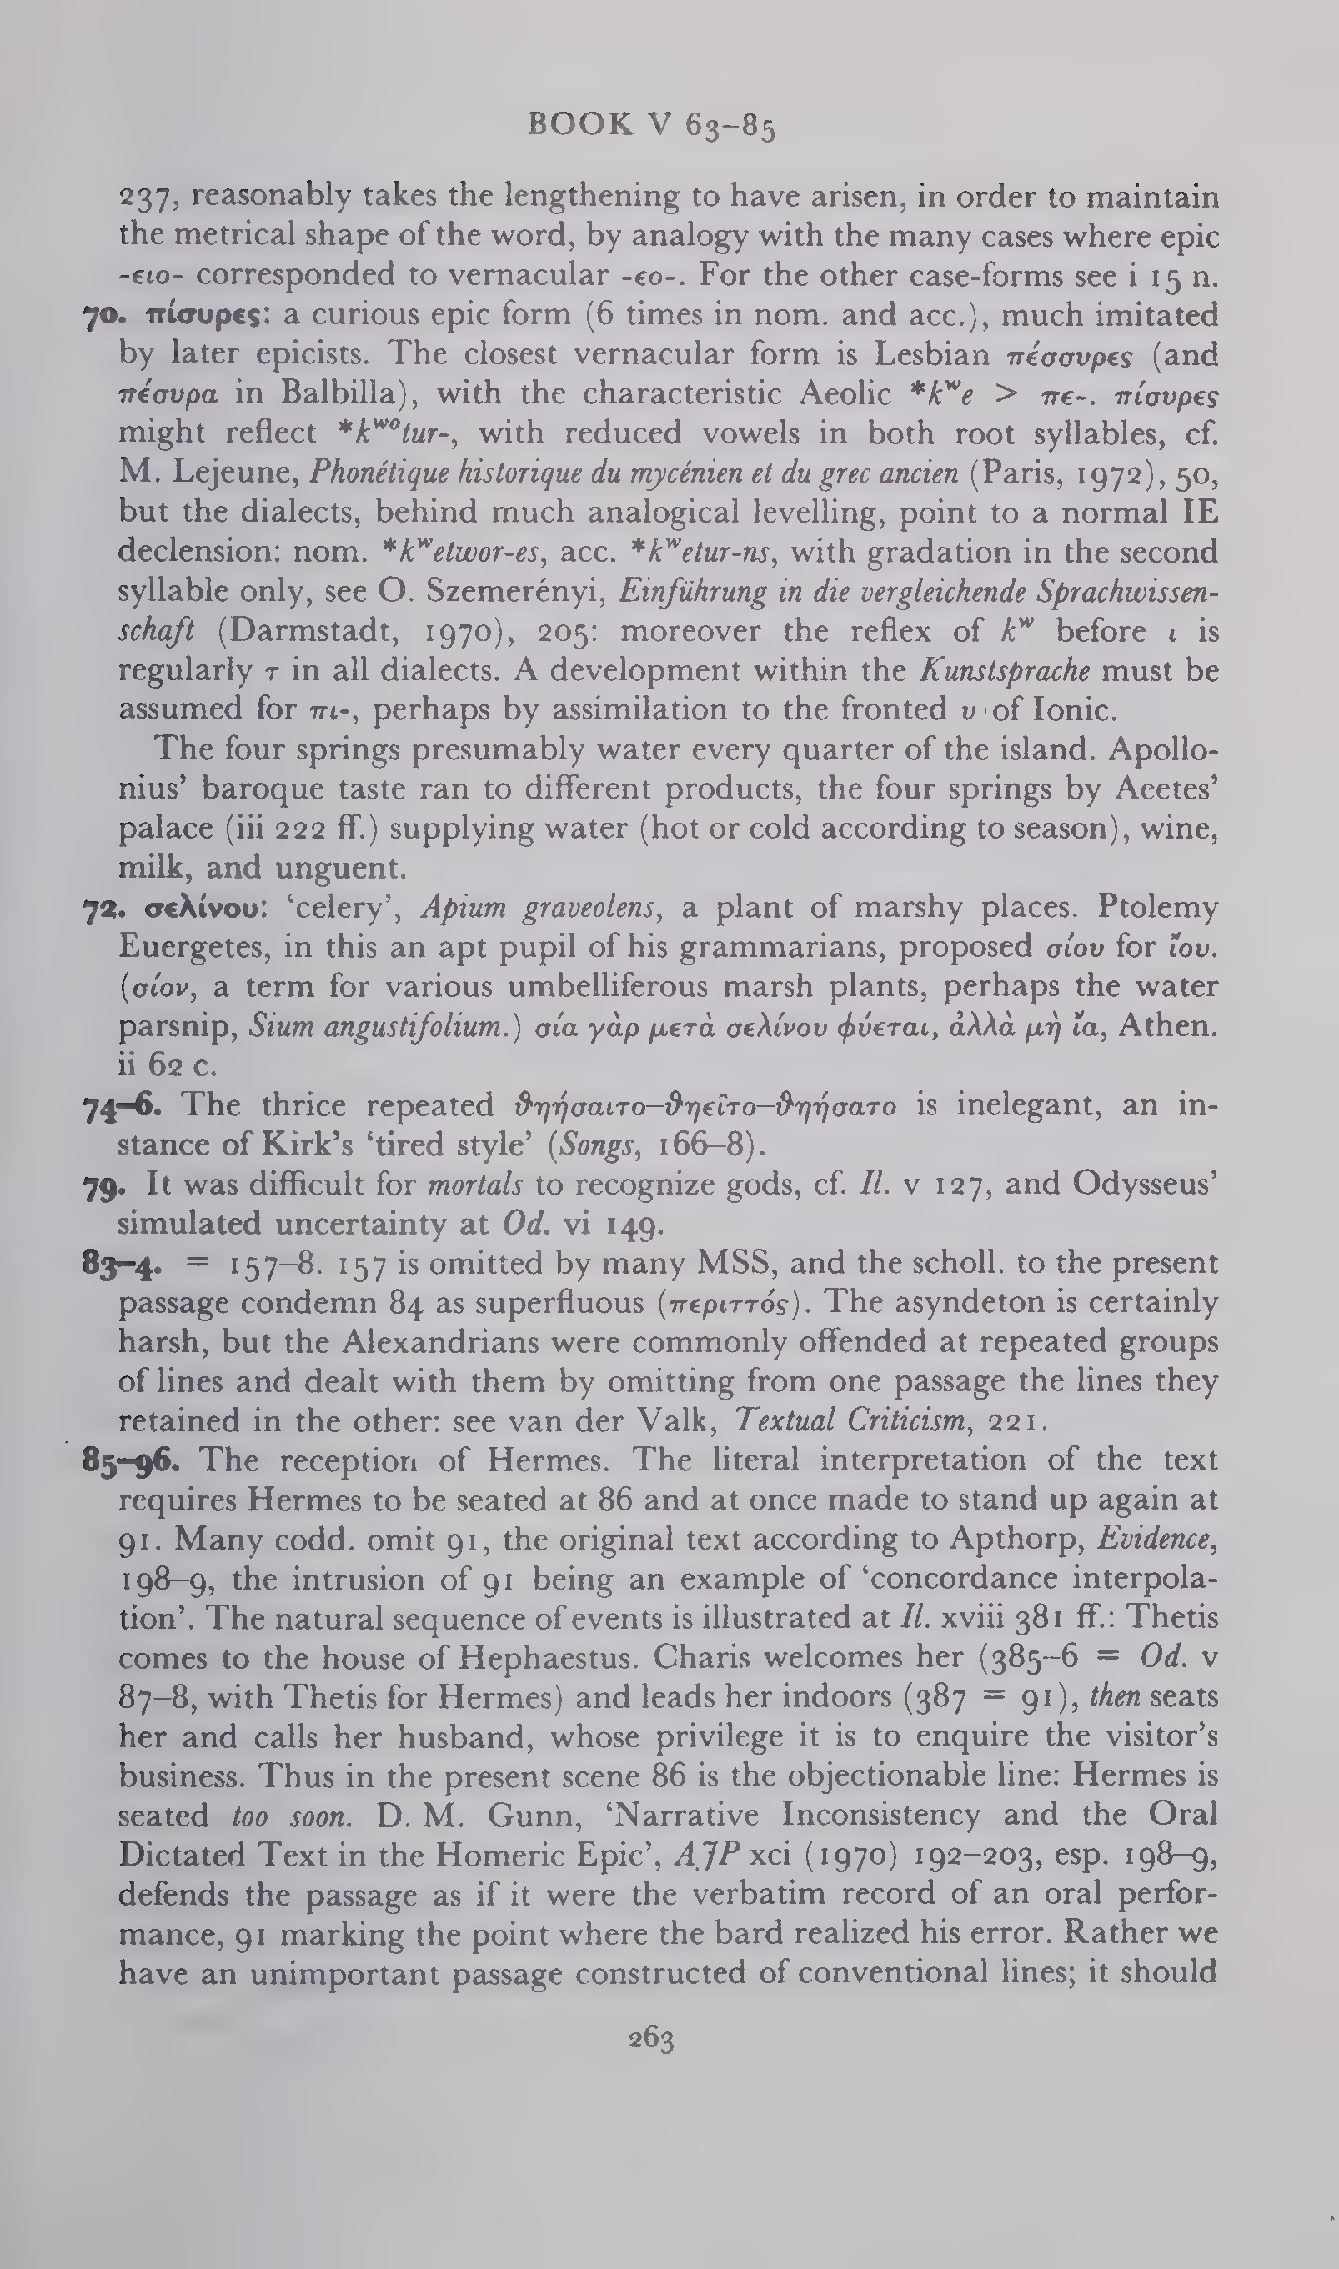 BOOK V 63–85
237, reasonably takes the lengthening to have arisen, in order to maintain
the metrical shape of the word, by analogy with the many cases where epic
-ειο- corresponded to vernacular -εο-. For the other case-forms see i 15 n.
70. πίσυρες: a curious epic form (6 times in nom. and acc.), much imitated
by later epicists. The closest vernacular form is Lesbian πέσσυρες (and
πέσυρα in Balbilla), with the characteristic Aeolic *kʷe > πε-. πίσυρες
might reflect *kʷᵒtur-, with reduced vowels in both root syllables, cf.
M. Lejeune, Phonétique historique du mycénien et du grec ancien (Paris, 1972), 50,
but the dialects, behind much analogical levelling, point to a normal IE
declension: nom. *kʷetwor-es, acc. *kʷetur-ns, with gradation in the second
syllable only, see O. Szemerényi, Einführung in die vergleichende Sprachwissen-
schaft (Darmstadt, 1970), 205: moreover the reflex of kʷ before ι is
regularly τ in all dialects. A development within the Kunstsprache must be
assumed for πι-, perhaps by assimilation to the fronted υ of Ionic.
The four springs presumably water every quarter of the island. Apollo-
nius’ baroque taste ran to different products, the four springs by Aeetes’
palace (iii 222 ff.) supplying water (hot or cold according to season), wine,
milk, and unguent.
72. σελίνου: ‘celery’, Apium graveolens, a plant of marshy places. Ptolemy
Euergetes, in this an apt pupil of his grammarians, proposed σίου for ἴου.
(σίον, a term for various umbelliferous marsh plants, perhaps the water
parsnip, Sium angustifolium.) σία γὰρ μετὰ σελίνου φύεται, ἀλλὰ μὴ ἴα, Athen.
ii 62 c.
74–6. The thrice repeated ϑηήσαιτο—ϑηεῖτο—ϑηήσατο is inelegant, an in-
stance of Kirk’s ‘tired style’ (Songs, 166–8).
79. It was difficult for mortals to recognize gods, cf. Il. v 127, and Odysseus’
simulated uncertainty at Od. vi 149.
83–4. = 157–8. 157 is omitted by many MSS, and the scholl. to the present
passage condemn 84 as superfluous (περιττός). The asyndeton is certainly
harsh, but the Alexandrians were commonly offended at repeated groups
of lines and dealt with them by omitting from one passage the lines they
retained in the other: see van der Valk, Textual Criticism, 221.
85–96. The reception of Hermes. The literal interpretation of the text
requires Hermes to be seated at 86 and at once made to stand up again at
91. Many codd. omit 91, the original text according to Apthorp, Evidence,
198–9, the intrusion of 91 being an example of ‘concordance interpola-
tion’. The natural sequence of events is illustrated at Il. xviii 381 ff.: Thetis
comes to the house of Hephaestus. Charis welcomes her (385–6 = Od. v
87–8, with Thetis for Hermes) and leads her indoors (387 = 91), then seats
her and calls her husband, whose privilege it is to enquire the visitor’s
business. Thus in the present scene 86 is the objectionable line: Hermes is
seated too soon. D. M. Gunn, ‘Narrative Inconsistency and the Oral
Dictated Text in the Homeric Epic’, AJP xci (1970) 192–203, esp. 198–9,
defends the passage as if it were the verbatim record of an oral perfor-
mance, 91 marking the point where the bard realized his error. Rather we
have an unimportant passage constructed of conventional lines; it should
263